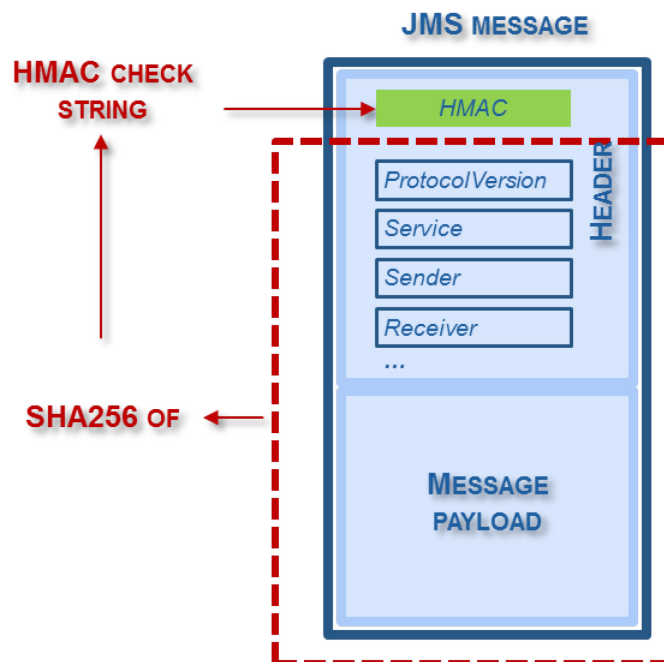 JMS MESSAGE
HMAC CHECK
STRING
HMAC
HEADER
ProtocolVersion
Service
Sender
Receiver
...
SHA256 OF
MESSAGE
PAYLOAD